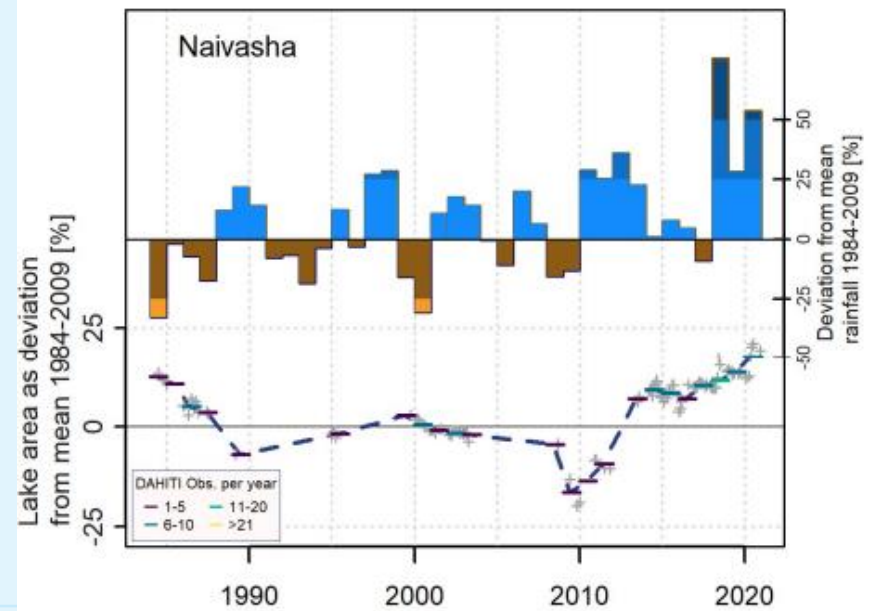 Naivasha
Lake area as deviation
from mean 1984-2009 [%]
25
0
-25
Deviation from mean
rainfall 1984-2009 [%]
50
25
0
-25
-50
DAHITI Obs. per year
1-5
11-20
6-10
>21
1990
2000
2010
2020